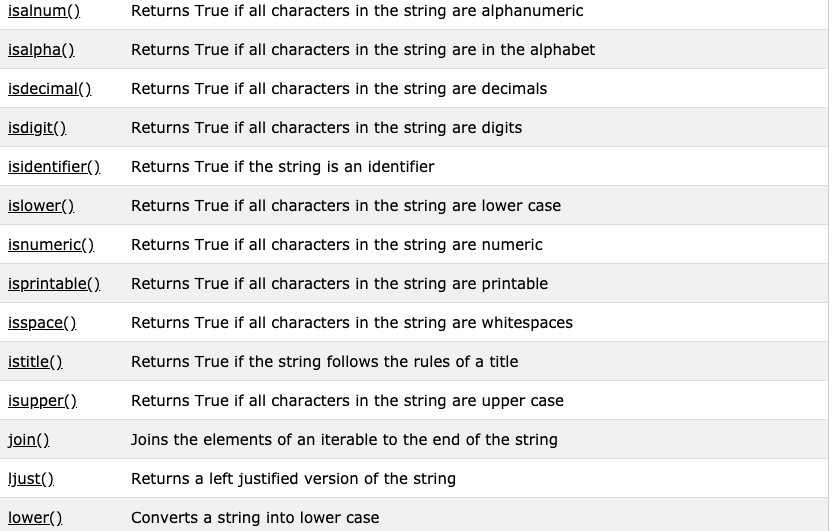 isalnum() Returns True if all characters in the string are alphanumeric
isalpha() Returns True if all characters in the string are in the alphabet
isdecimal() Returns True if all characters in the string are decimals
isdigit() Returns True if all characters in the string are digits
isidentifier() Returns True if the string is an identifier
islower() Returns True if all characters in the string are lower case
isnumeric() Returns True if all characters in the string are numeric
isprintable() Returns True if all characters in the string are printable
isspace() Returns True if all characters in the string are whitespaces
istitle() Returns True if the string follows the rules of a title
isupper() Returns True if all characters in the string are upper case
join() Joins the elements of an iterable to the end of the string
ljust() Returns a left justified version of the string
lower() Converts a string into lower case